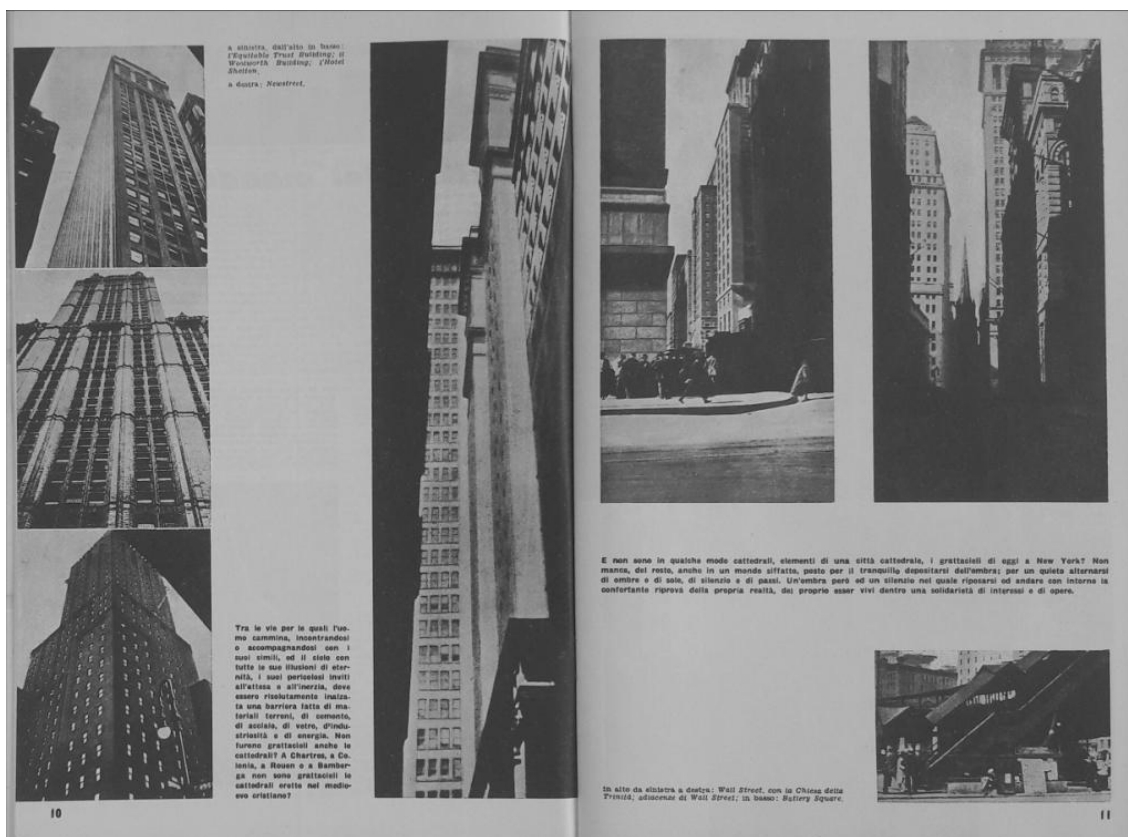 a sinistra, dall'alto in basso:
l'Equitable Trust Building; il
Woolworth Building; l'Hotel
Shelton.
a destra: Newstreet.
Tra le vie per le quali l'uo-
mo cammina, incontrandosi
o accompagnandosi con i
suoi simili, ed il cielo con
tutte le sue illusioni di eter-
nità, i suoi pericolosi inviti
all'attesa e all'inerzia, deve
essere risolutamente inalza-
ta una barriera fatta di ma-
teriali terreni, di cemento,
di acciaio, di vetro, d'indu-
striosità e di energia. Non
furono grattacieli anche le
cattedrali? A Chartres, a Co-
lonia, a Rouen o a Bamber-
ga non sono grattacieli le
cattedrali erette nel medio-
evo cristiano?
10
E non sono in qualche modo cattedrali, elementi di una città cattedrale, i grattacieli di oggi a New York? Non
manca, del resto, anche in un mondo siffatto, posto per il tranquillo depositarsi dell'ombra; per un quieto alternarsi
di ombre e di sole, di silenzio e di passi. Un'ombra però ed un silenzio nel quale riposarsi od andare con intorno la
confortante riprova della propria realtà, del proprio esser vivi dentro una solidarietà di interessi e di opere.
in alto da sinistra a destra: Wall Street, con la Chiesa della
Trinità; adiacenze di Wall Street; in basso: Battery Square.
11